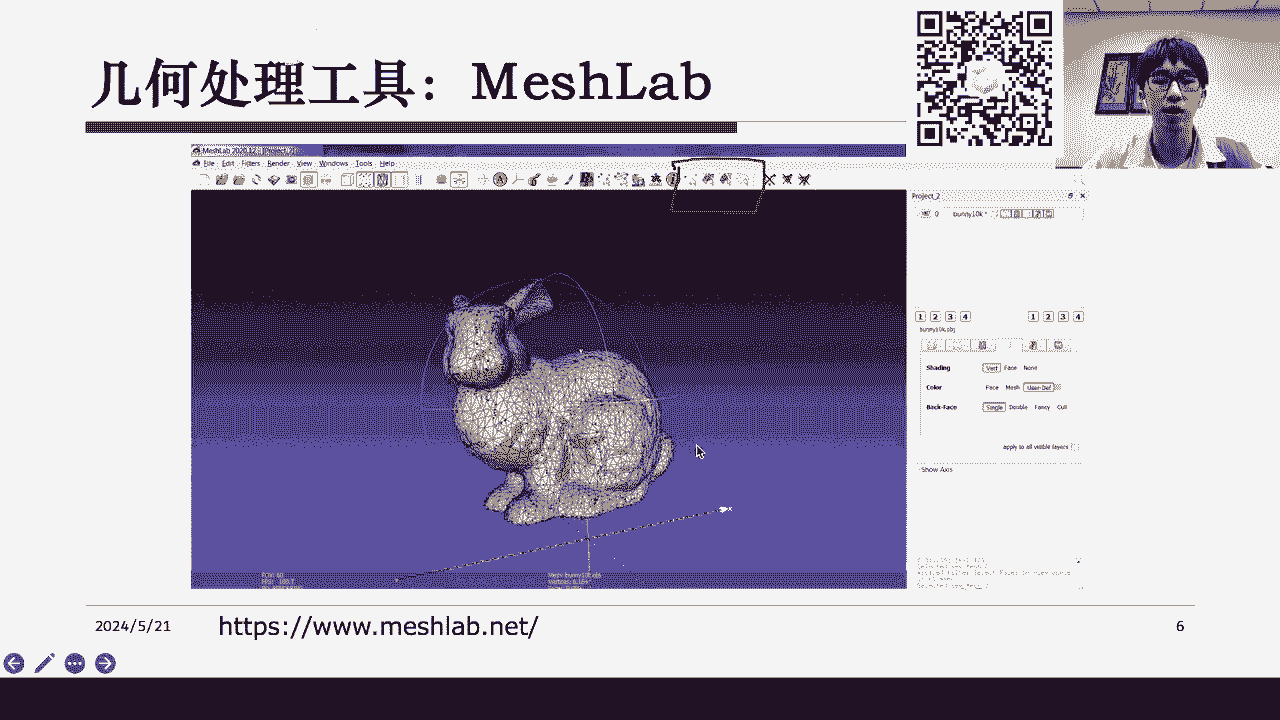 几何处理工具：MeshLab
MeshLab 2020.12
File Edit Filters Render View Windows Tools Help
Project_2
0 bunny10k *
1 2 3 4 1 2 3 4
bunny10k.obj
Shading Vert Face None
Color Face Mesh User-Def
Back-Face Single Double Fancy Cull
apply to all visible layers
Show Axis
x
2024/5/21
https://www.meshlab.net/
6